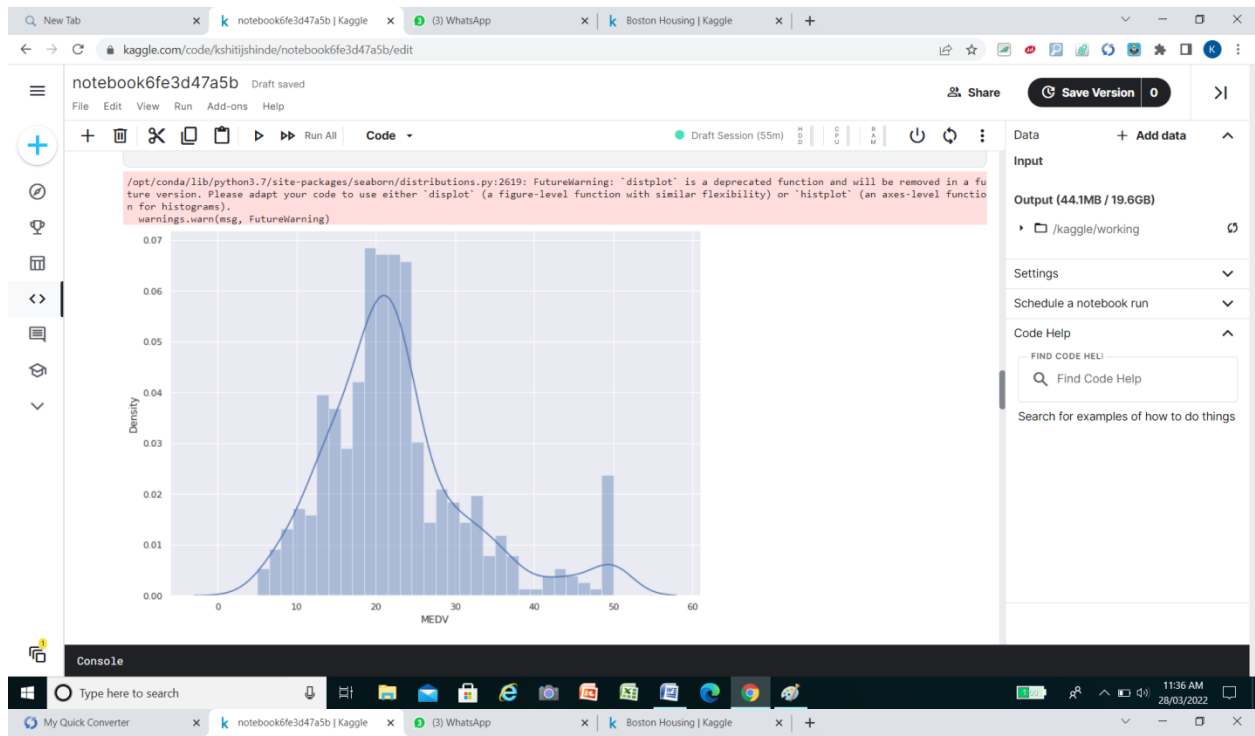 New Tab
notebook6fe3d47a5b | Kaggle
(3) WhatsApp
Boston Housing | Kaggle
kaggle.com/code/kshitijshinde/notebook6fe3d47a5b/edit
K
notebook6fe3d47a5b Draft saved
Share
Save Version 0
File Edit View Run Add-ons Help
Run All Code
Draft Session (55m)
HDD
CPU
RAM
Data
+ Add data
Input
/opt/conda/lib/python3.7/site-packages/seaborn/distributions.py:2619: FutureWarning: `distplot` is a deprecated function and will be removed in a fu
ture version. Please adapt your code to use either `displot` (a figure-level function with similar flexibility) or `histplot` (an axes-level functio
n for histograms).
warnings.warn(msg, FutureWarning)
Output (44.1MB / 19.6GB)
/kaggle/working
Settings
Schedule a notebook run
Code Help
FIND CODE HEL
Find Code Help
Search for examples of how to do things
0.07
0.06
0.05
0.04
0.03
0.02
0.01
0.00
Density
0 10 20 30 40 50 60
MEDV
1
Console
Type here to search
11:36 AM
28/03/2022
My Quick Converter
notebook6fe3d47a5b | Kaggle
(3) WhatsApp
Boston Housing | Kaggle